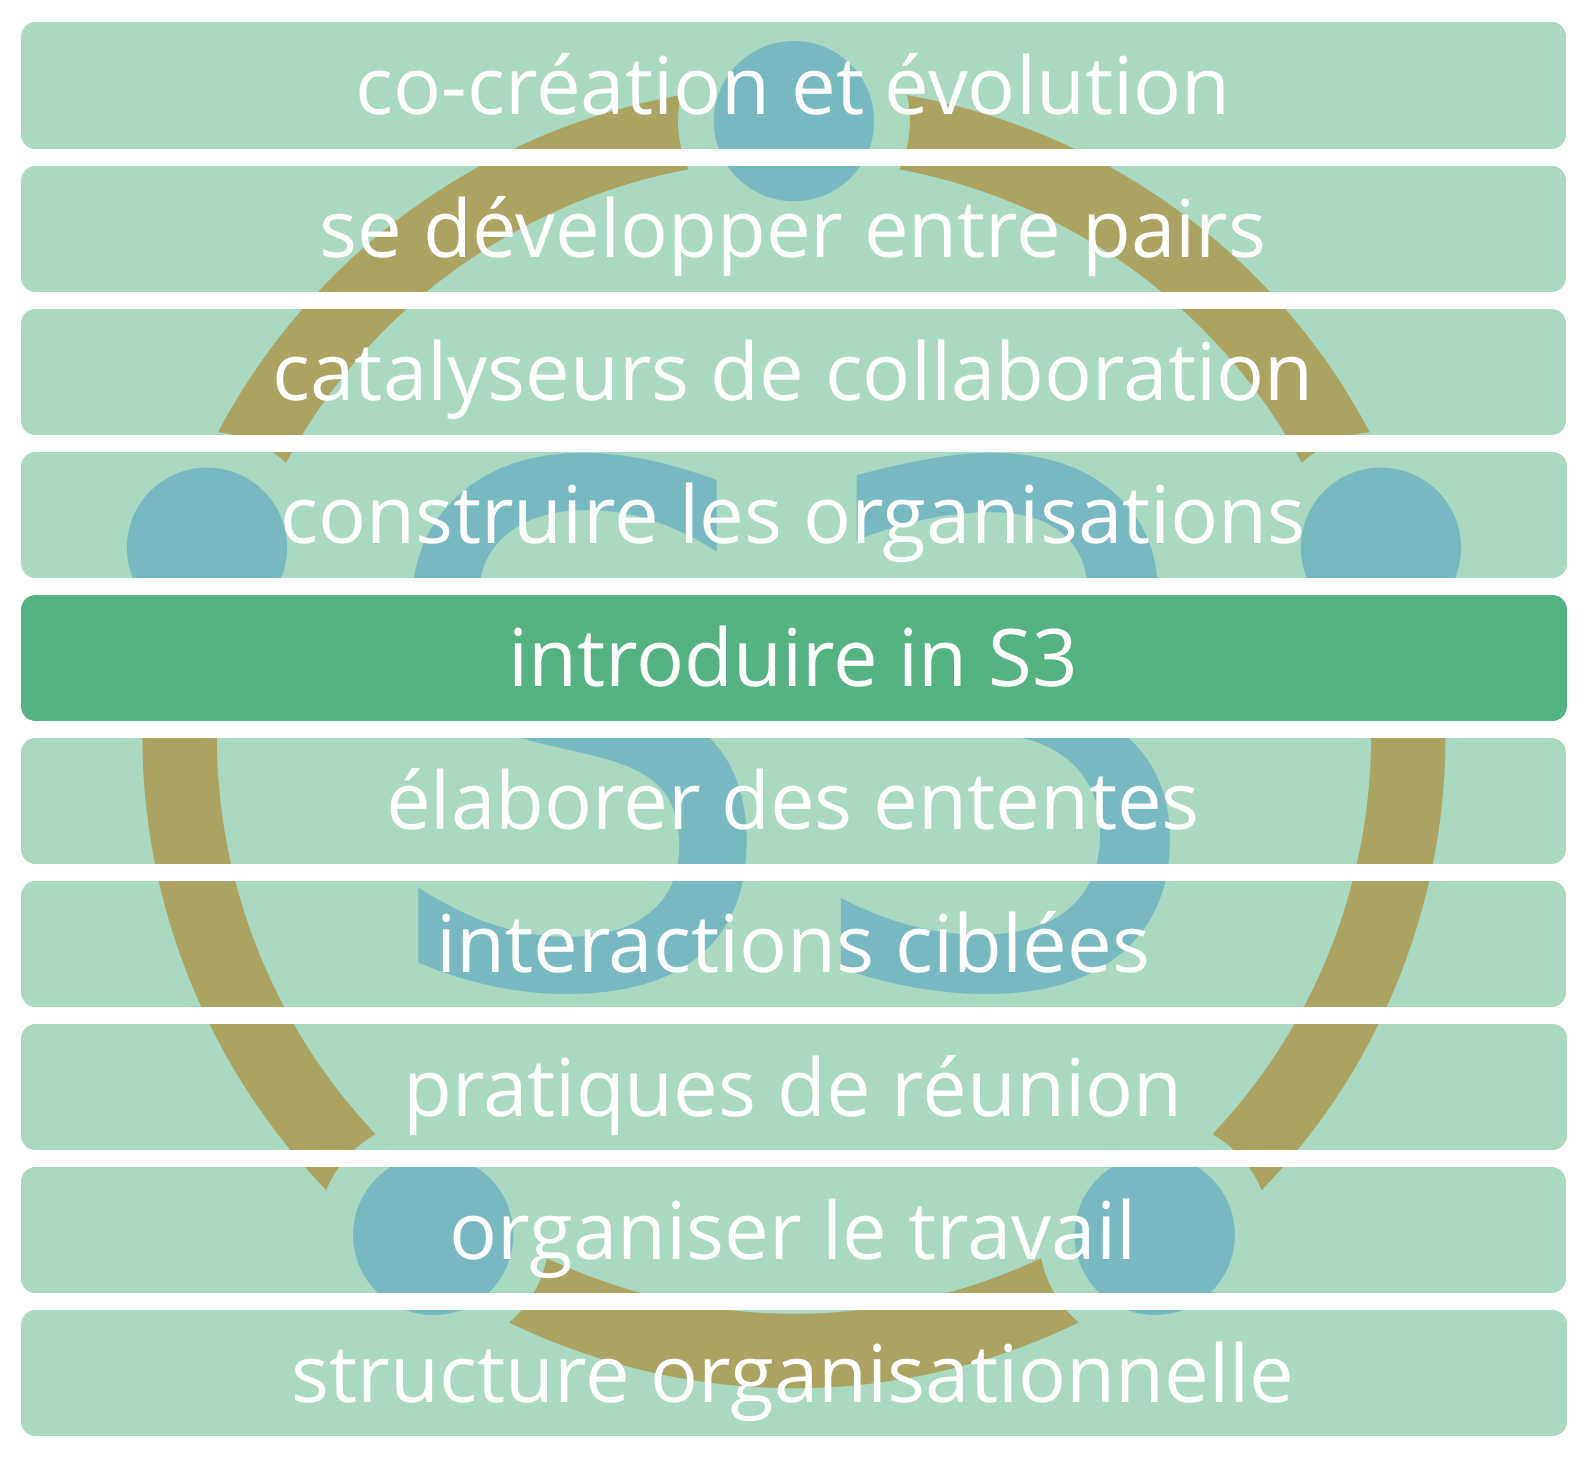 co-création et évolution
se développer entre pairs
catalyseurs de collaboration
construire les organisations
introduire in S3
élaborer des ententes
interactions ciblées
pratiques de réunion
organiser le travail
structure organisationnelle
S3